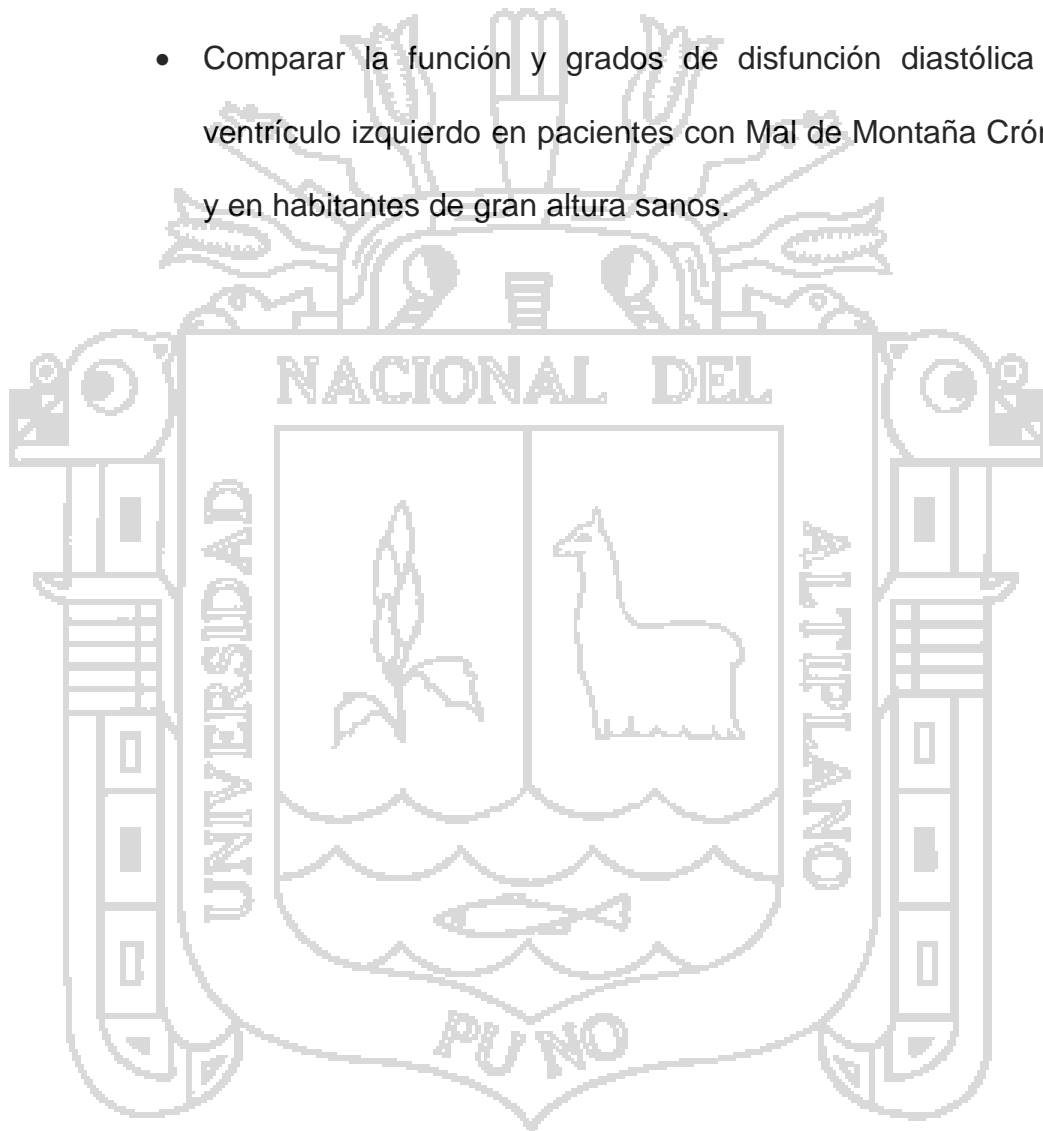 • Comparar la función y grados de disfunción diastólica
ventrículo izquierdo en pacientes con Mal de Montaña Crón
y en habitantes de gran altura sanos.
NACIONAL DEL
UNIVERSIDAD
ALTIPLANO
PUNO